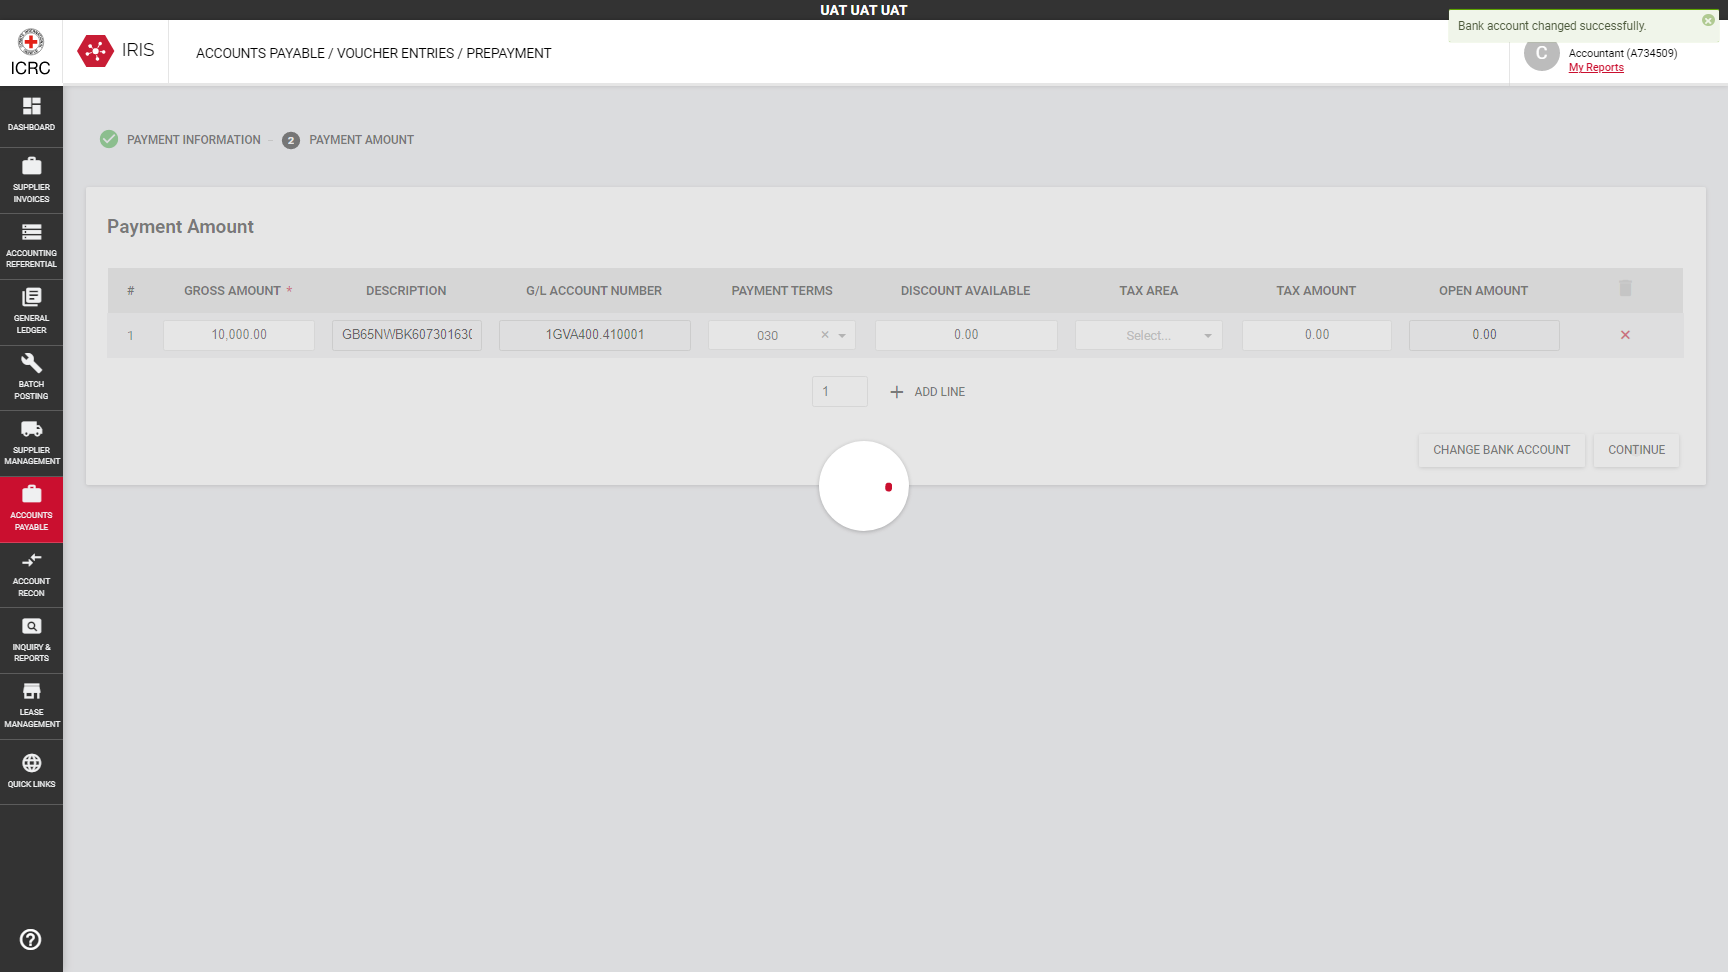 UAT UAT UAT
Bank account changed successfully.
ICRC
IRIS
ACCOUNTS PAYABLE / VOUCHER ENTRIES / PREPAYMENT
C
Accountant (A734509)
My Reports
DASHBOARD
SUPPLIER
INVOICES
ACCOUNTING
REFERENTIAL
GENERAL
LEDGER
BATCH
POSTING
SUPPLIER
MANAGEMENT
ACCOUNTS
PAYABLE
ACCOUNT
RECON
INQUIRY &
REPORTS
LEASE
MANAGEMENT
QUICK LINKS
PAYMENT INFORMATION
2 PAYMENT AMOUNT
Payment Amount
# GROSS AMOUNT * DESCRIPTION G/L ACCOUNT NUMBER PAYMENT TERMS DISCOUNT AVAILABLE TAX AREA TAX AMOUNT OPEN AMOUNT
1 10,000.00 GB65NWBK60730163( 1GVA400.410001 030 0.00 Select... 0.00 0.00
1 ADD LINE
CHANGE BANK ACCOUNT CONTINUE